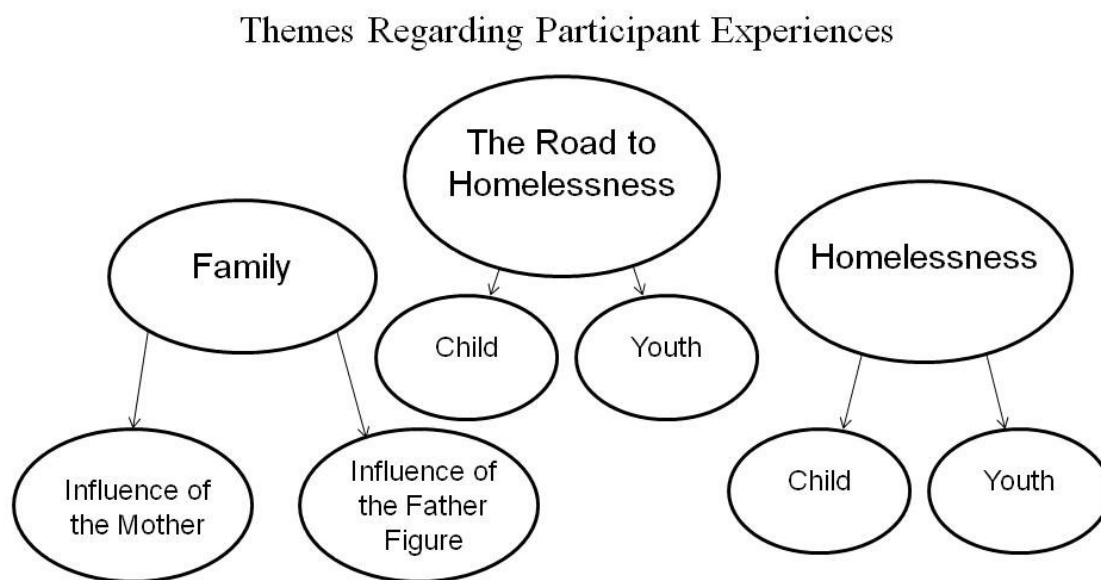 Themes Regarding Participant Experiences
The Road to
Homelessness
Family
Homelessness
Child
Youth
Influence of
the Mother
Influence of
the Father
Figure
Child
Youth